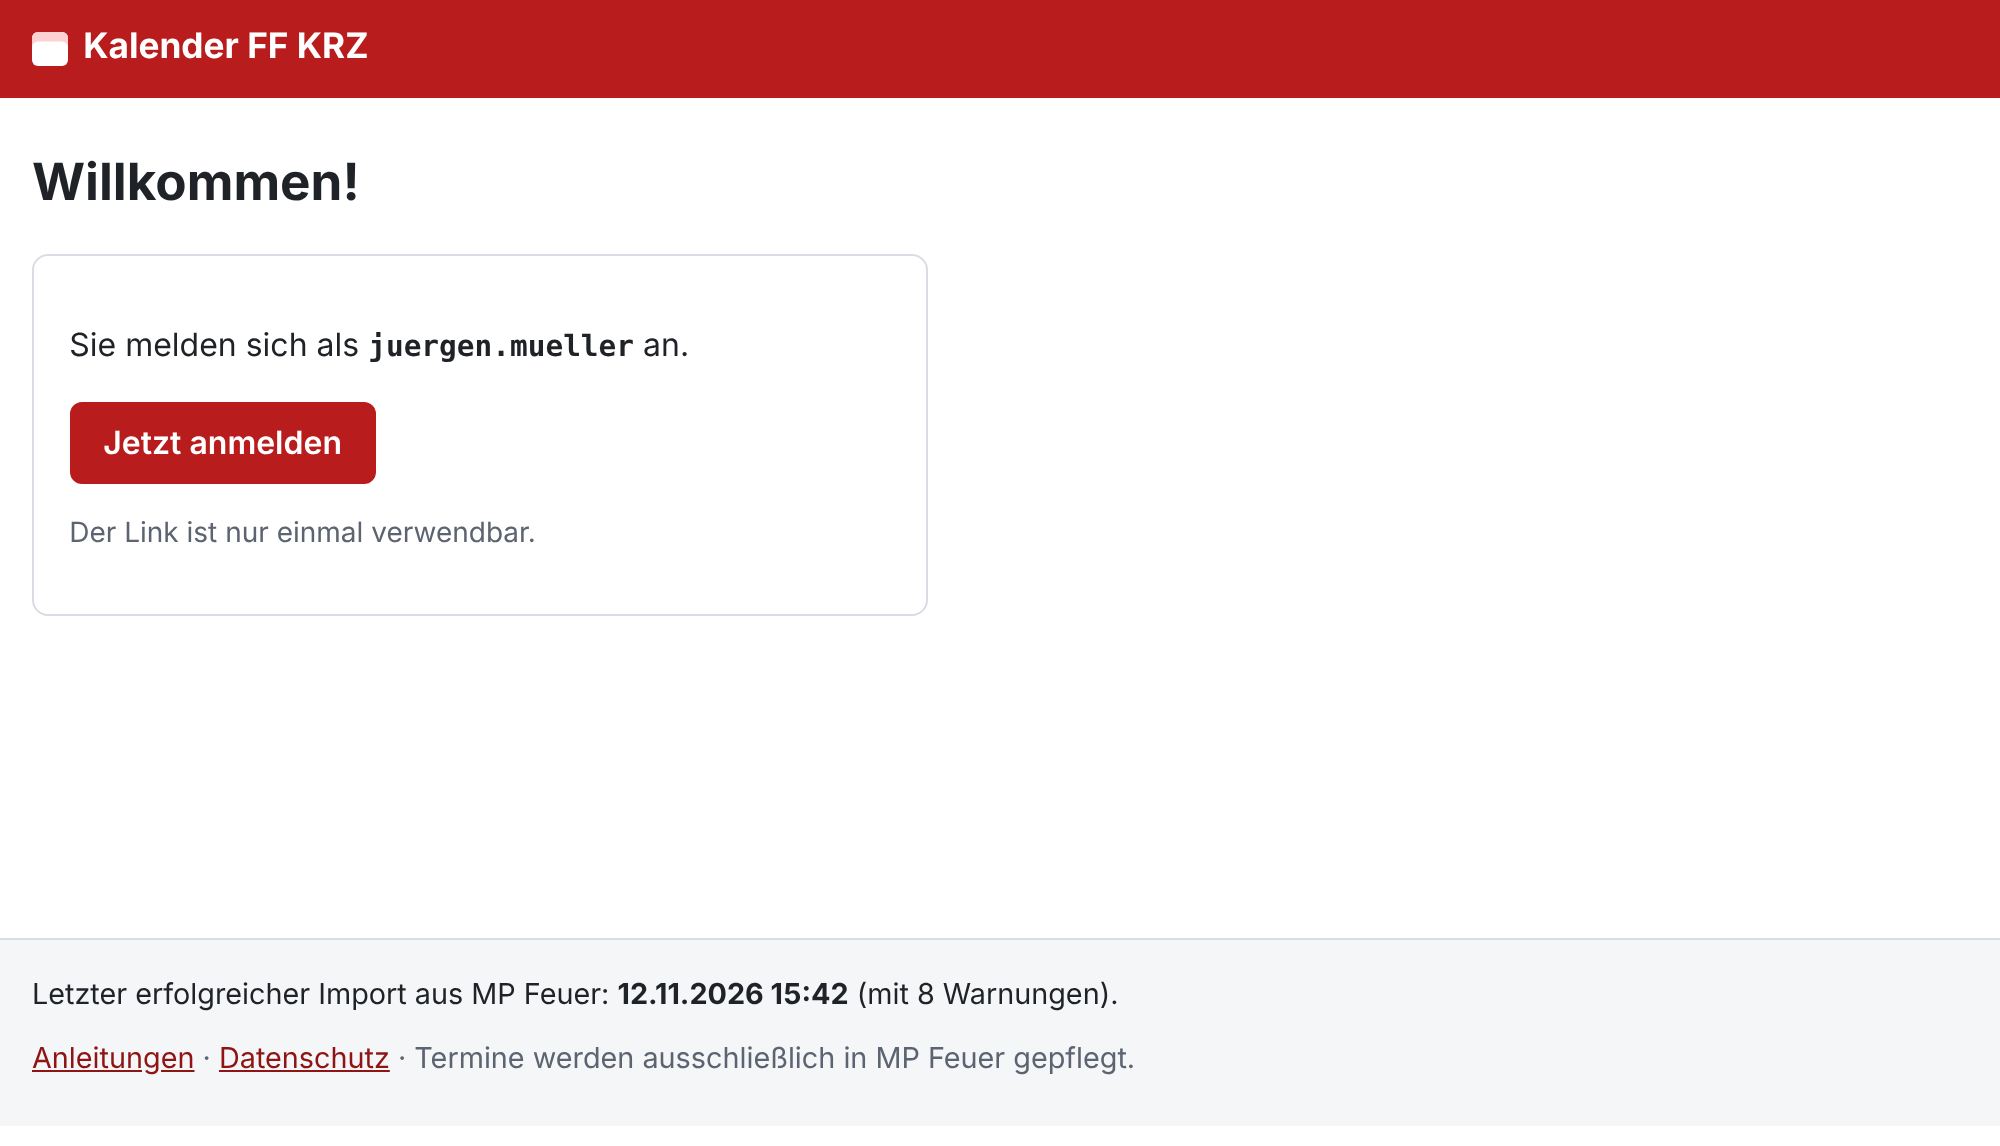 Kalender FF KRZ
Willkommen!
Sie melden sich als juergen.mueller an.
Jetzt anmelden
Der Link ist nur einmal verwendbar.
Letzter erfolgreicher Import aus MP Feuer: 12.11.2026 15:42 (mit 8 Warnungen).
Anleitungen · Datenschutz · Termine werden ausschließlich in MP Feuer gepflegt.